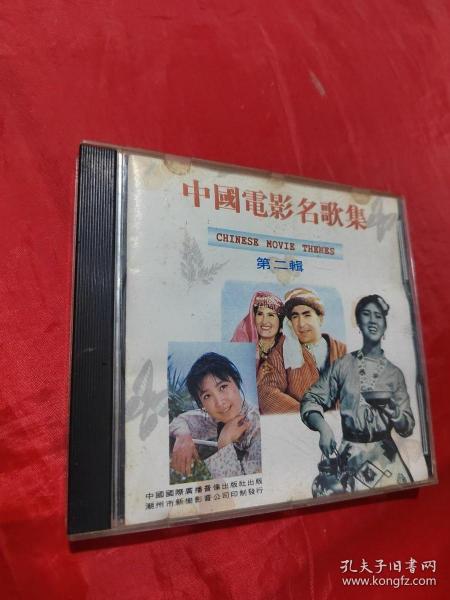 中國電影名歌集
CHINESE MOVIE THEMES
第二輯
中國國際廣播音像出版社出版
潮州市新樂影音公司印制發行
孔夫子旧书网
www.kongfz.com